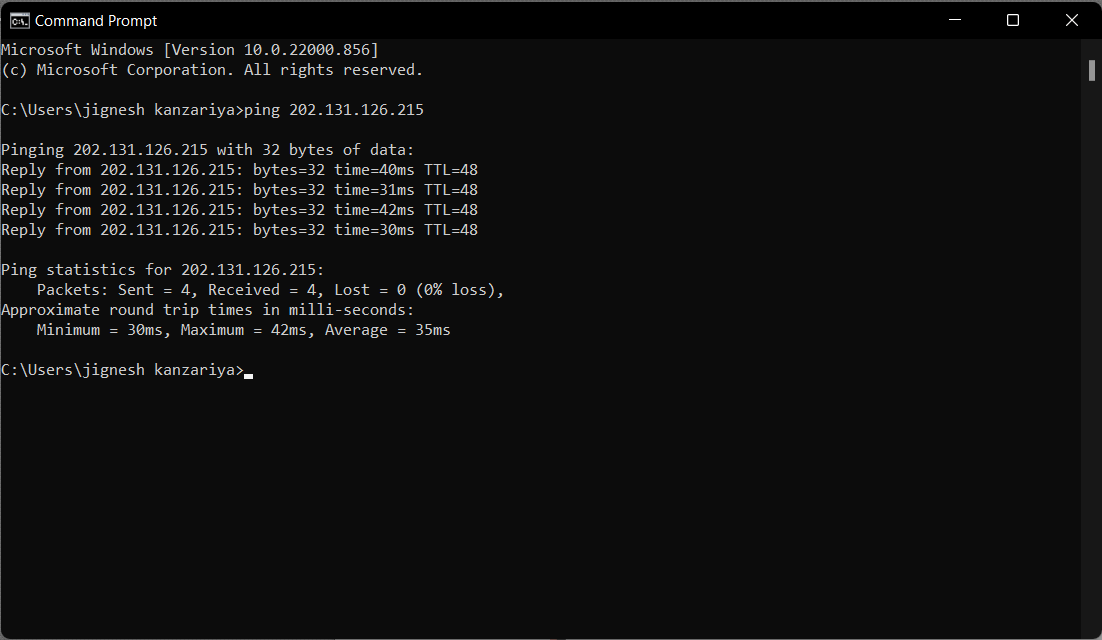 Command Prompt
Microsoft Windows [Version 10.0.22000.856]
(c) Microsoft Corporation. All rights reserved.
C:\Users\jignesh kanzariya>ping 202.131.126.215
Pinging 202.131.126.215 with 32 bytes of data:
Reply from 202.131.126.215: bytes=32 time=40ms TTL=48
Reply from 202.131.126.215: bytes=32 time=31ms TTL=48
Reply from 202.131.126.215: bytes=32 time=42ms TTL=48
Reply from 202.131.126.215: bytes=32 time=30ms TTL=48
Ping statistics for 202.131.126.215:
    Packets: Sent = 4, Received = 4, Lost = 0 (0% loss),
Approximate round trip times in milli-seconds:
    Minimum = 30ms, Maximum = 42ms, Average = 35ms
C:\Users\jignesh kanzariya>